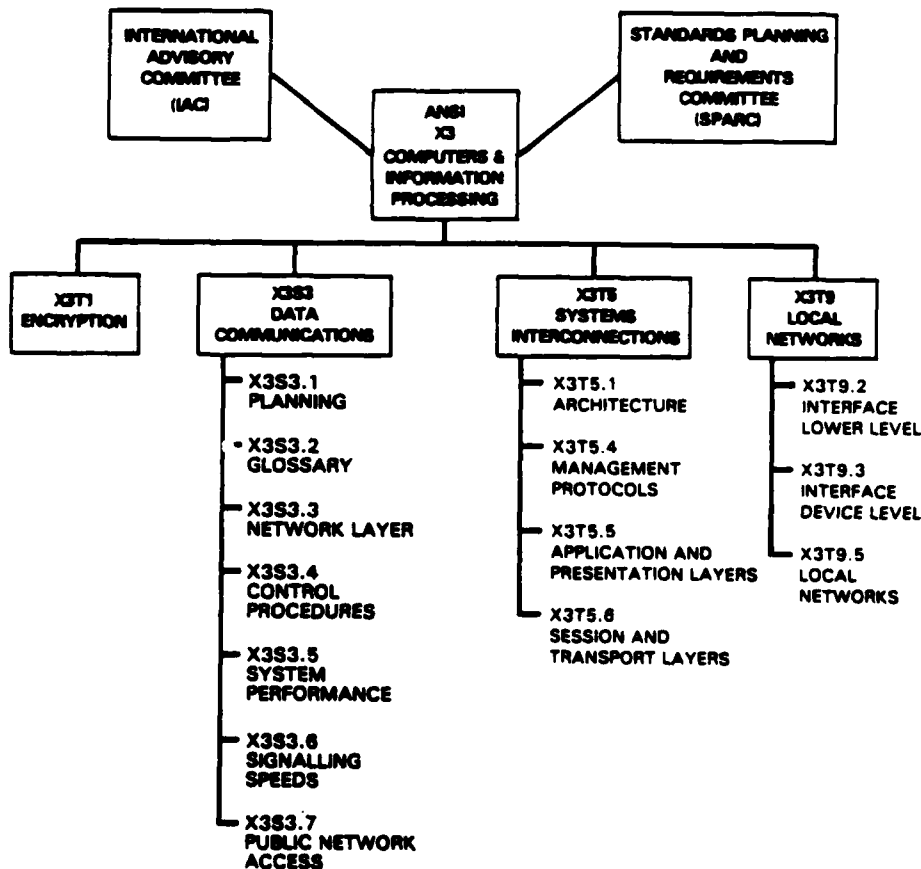 INTERNATIONAL
ADVISORY
COMMITTEE
(IAC)
STANDARDS PLANNING
AND
REQUIREMENTS
COMMITTEE
(SPARC)
ANSI
X3
COMPUTERS &
INFORMATION
PROCESSING
X3T1
ENCRYPTION
X3S3
DATA
COMMUNICATIONS
X3T5
SYSTEMS
INTERCONNECTIONS
X3T9
LOCAL
NETWORKS
X3S3.1
PLANNING
X3S3.2
GLOSSARY
X3S3.3
NETWORK LAYER
X3S3.4
CONTROL
PROCEDURES
X3S3.5
SYSTEM
PERFORMANCE
X3S3.6
SIGNALLING
SPEEDS
X3S3.7
PUBLIC NETWORK
ACCESS
X3T5.1
ARCHITECTURE
X3T5.4
MANAGEMENT
PROTOCOLS
X3T5.5
APPLICATION AND
PRESENTATION LAYERS
X3T5.6
SESSION AND
TRANSPORT LAYERS
X3T9.2
INTERFACE
LOWER LEVEL
X3T9.3
INTERFACE
DEVICE LEVEL
X3T9.5
LOCAL
NETWORKS